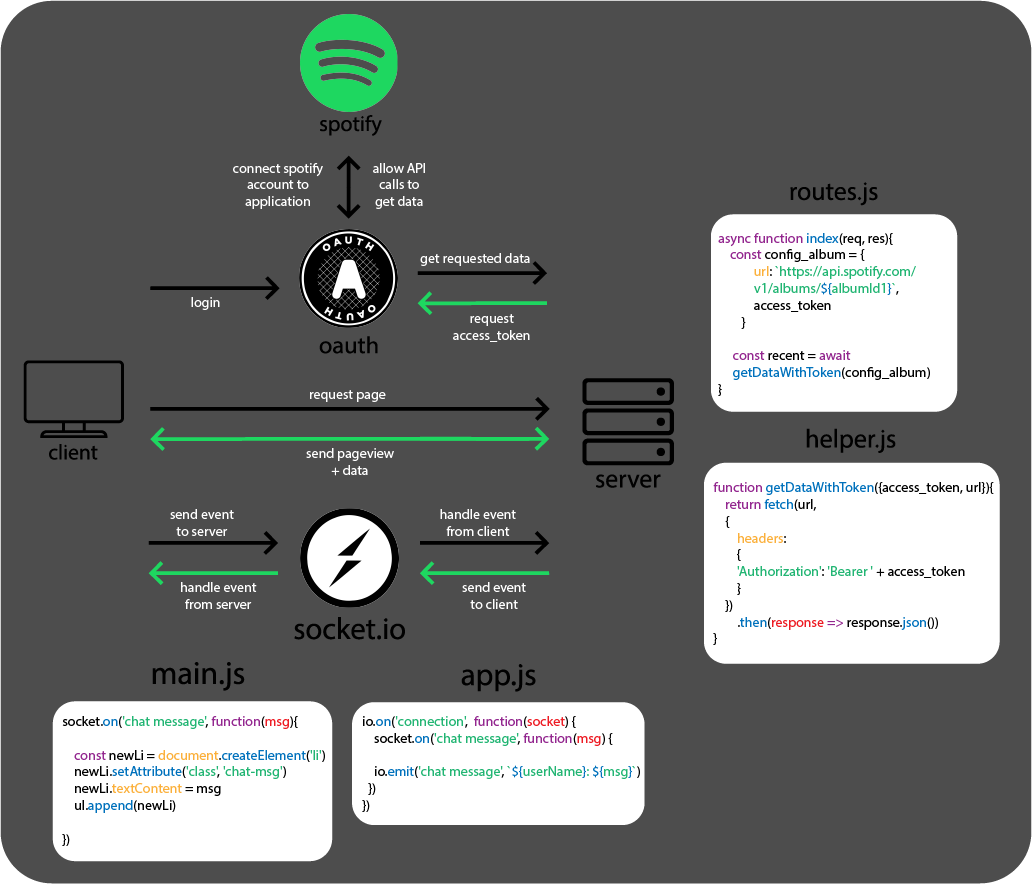 spotify
connect spotify
account to
application
allow API
calls to
get data
OAUTH
A
OAUTH
oauth
login
get requested data
request
access_token
client
request page
send pageview
+ data
server
send event
to server
handle event
from server
handle event
from client
send event
to client
socket.io
routes.js
async function index(req, res){
const config_album = {
url: `https://api.spotify.com/
v1/albums/${albumId1}`,
access_token
}
const recent = await
getDataWithToken(config_album)
}
helper.js
function getDataWithToken({access_token, url}){
return fetch(url,
{
headers:
{
'Authorization': 'Bearer ' + access_token
}
})
.then(response => response.json())
}
main.js
socket.on('chat message', function(msg){
const newLi = document.createElement('li')
newLi.setAttribute('class', 'chat-msg')
newLi.textContent = msg
ul.append(newLi)
})
app.js
io.on('connection', function(socket) {
socket.on('chat message', function(msg) {
io.emit('chat message', `${userName}: ${msg}`)
})
})